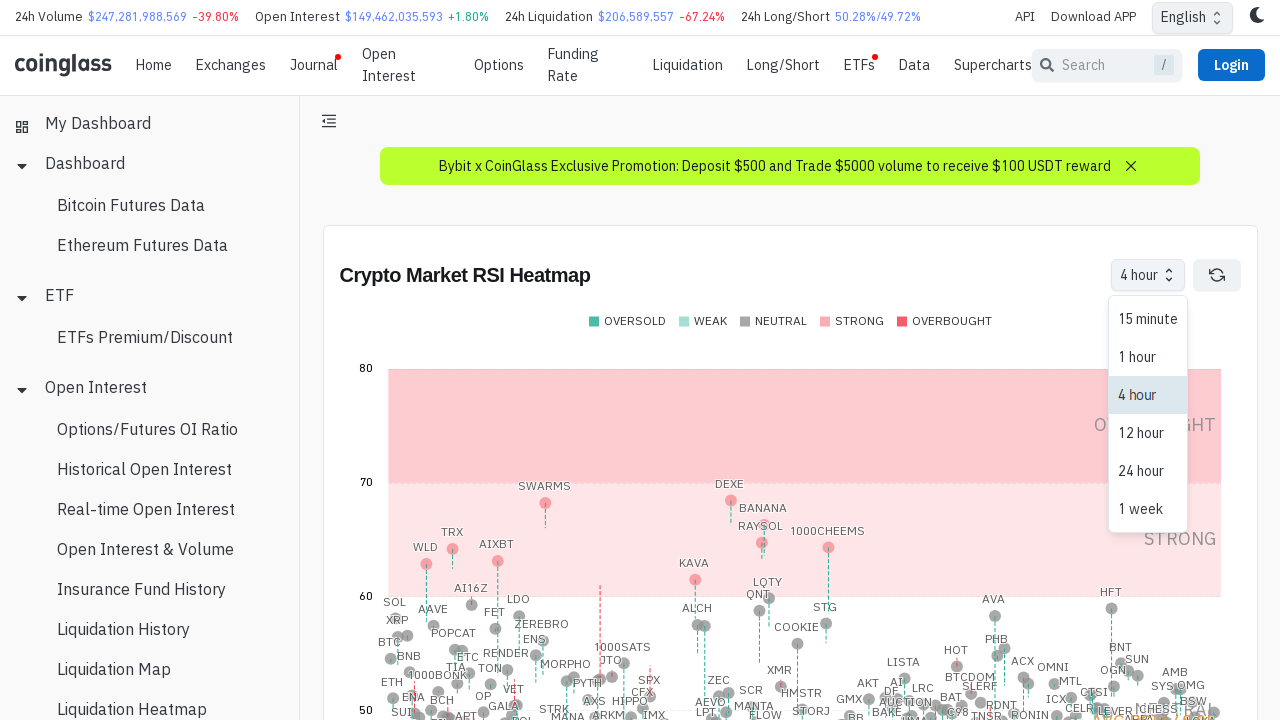 24h Volume $247,281,988,569 -39.80% Open Interest $149,462,035,593 +1.80% 24h Liquidation $206,589,557 -67.24% 24h Long/Short 50.28%/49.72% API Download APP English
coinglass Home Exchanges Journal Open Interest Options Funding Rate Liquidation Long/Short ETFs Data Supercharts Search / Login
My Dashboard
Dashboard
Bitcoin Futures Data
Ethereum Futures Data
ETF
ETFs Premium/Discount
Open Interest
Options/Futures OI Ratio
Historical Open Interest
Real-time Open Interest
Open Interest & Volume
Insurance Fund History
Liquidation History
Liquidation Map
Liquidation Heatmap
Bybit x CoinGlass Exclusive Promotion: Deposit $500 and Trade $5000 volume to receive $100 USDT reward
Crypto Market RSI Heatmap
4 hour
15 minute
1 hour
4 hour
12 hour
24 hour
1 week
OVERSOLD WEAK NEUTRAL STRONG OVERBOUGHT
80
70
SWARMS DEXE
BANANA
RAYSOL 1000CHEEMS
STRONG
TRX
WLD AIXBT
KAVA
60
AI16Z LQTY
QNT HFT
SOL LDO AVA
AAVE FET ALCH STG
XRP ZEREBRO COOKIE
POPCAT ENS PHB
BTC BNB ETC RENDER 1000SATS HOT BNT
TIA TON MORPHO JTO LISTA ACX OMNI SUN
1000BONK XMR BTCDOM OGN AMB
ETH PYTH SPX ZEC AKT AI SLERF MTL SYS OMG
ENA OP VET CFX SCR HMSTR DE LRC CTSI
BCH GALA HIPPO AEVO GMX AUCTION BAT ICX BSW
SUI STRK AXS MANTA STORJ BAKE C98 RDNT CELR CHESS
50
ARKM IMX LPT FLOW RONIN
MANA